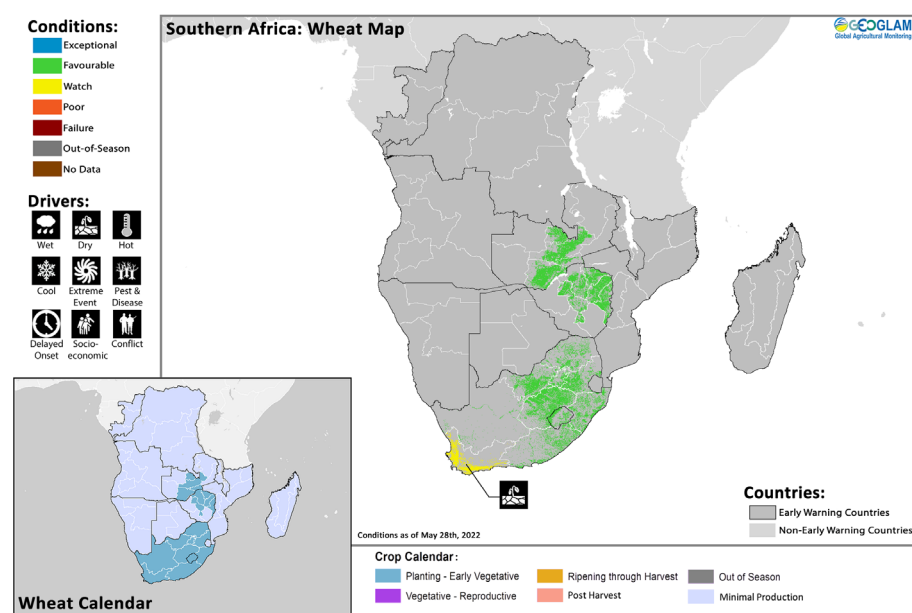 Conditions:
Exceptional
Favourable
Watch
Poor
Failure
Out-of-Season
No Data
Drivers:
Wet
Dry
Hot
Cool
Extreme
Event
Pest &
Disease
Delayed
Onset
Socio-
economic
Conflict
Southern Africa: Wheat Map
GEOGLAM
Global Agricultural Monitoring
Countries:
Early Warning Countries
Non-Early Warning Countries
Conditions as of May 28th, 2022
Wheat Calendar
Crop Calendar:
Planting - Early Vegetative
Vegetative - Reproductive
Ripening through Harvest
Post Harvest
Out of Season
Minimal Production